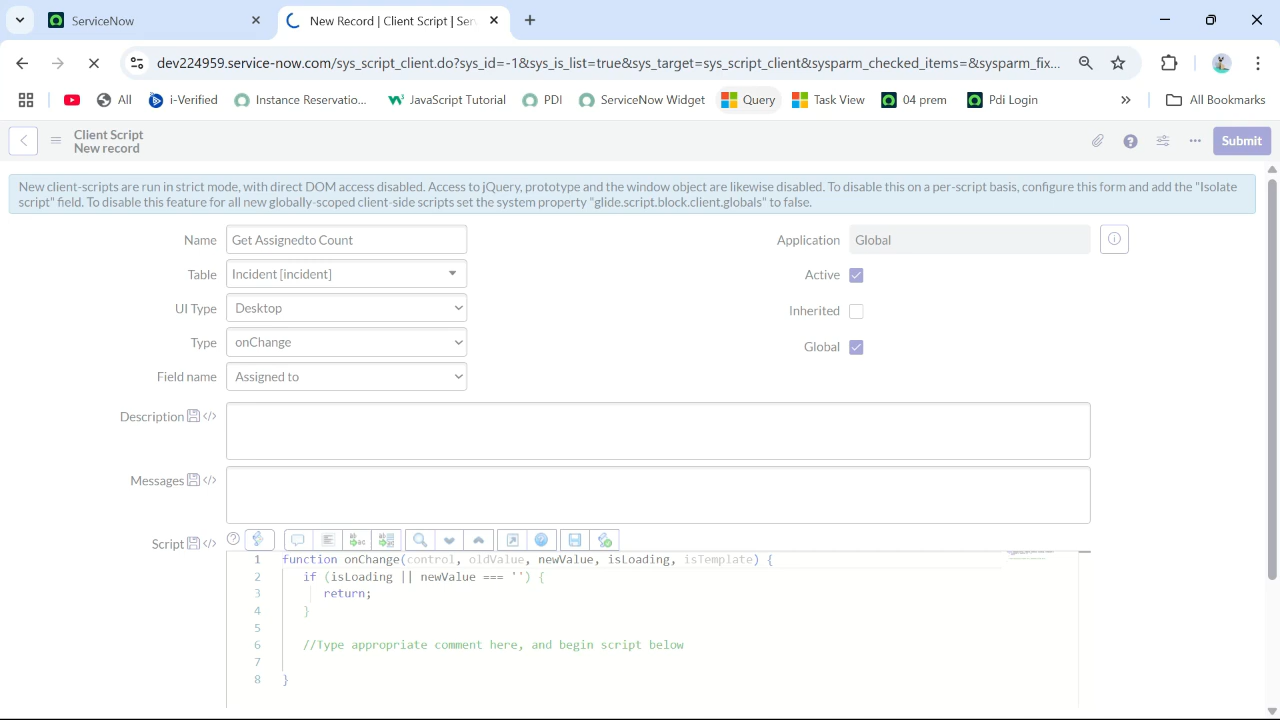 ServiceNow
New Record | Client Script | Ser
dev224959.service-now.com/sys_script_client.do?sys_id=-1&sys_is_list=true&sys_target=sys_script_client&sysparm_checked_items=&sysparm_fix...
All
i-Verified
Instance Reservatio...
JavaScript Tutorial
PDI
ServiceNow Widget
Query
Task View
04 prem
Pdi Login
»
All Bookmarks
Client Script
New record
Submit
New client-scripts are run in strict mode, with direct DOM access disabled. Access to jQuery, prototype and the window object are likewise disabled. To disable this on a per-script basis, configure this form and add the "Isolate
script" field. To disable this feature for all new globally-scoped client-side scripts set the system property "glide.script.block.client.globals" to false.
Name Get Assignedto Count
Application Global
Table Incident [incident]
Active
UI Type Desktop
Inherited
Type onChange
Global
Field name Assigned to
Description
Messages
Script
1 function onChange(control, oldValue, newValue, isLoading, isTemplate) {
2 if (isLoading || newValue === '') {
3 return;
4 }
5
6 //Type appropriate comment here, and begin script below
7
8 }